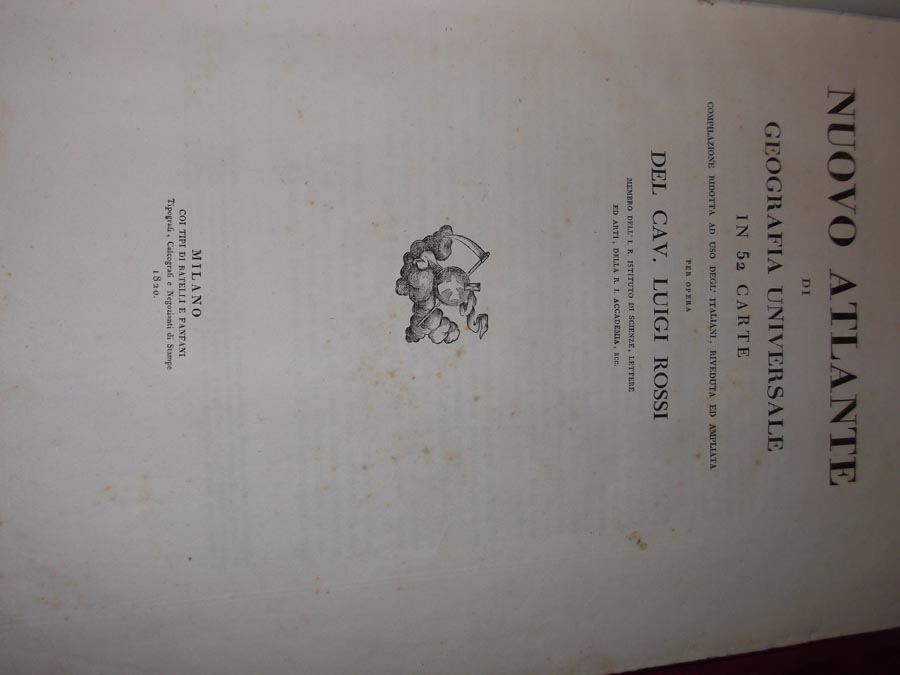 NUOVO ATLANTE
DI
GEOGRAFIA UNIVERSALE
IN 52 CARTE
COMPILAZIONE RIDOTTA AD USO DEGL' ITALIANI, RIVEDUTA ED AMPLIATA
PER OPERA
DEL CAV. LUIGI ROSSI
MEMBRO DELL' I. R. ISTITUTO DI SCIENZE, LETTERE
ED ARTI, DELLA R. I. ACCADEMIA, ecc.
MILANO
COI TIPI DI BATELLI E FANFANI
Tipografi, Calcografi e Negozianti di Stampe
1820.